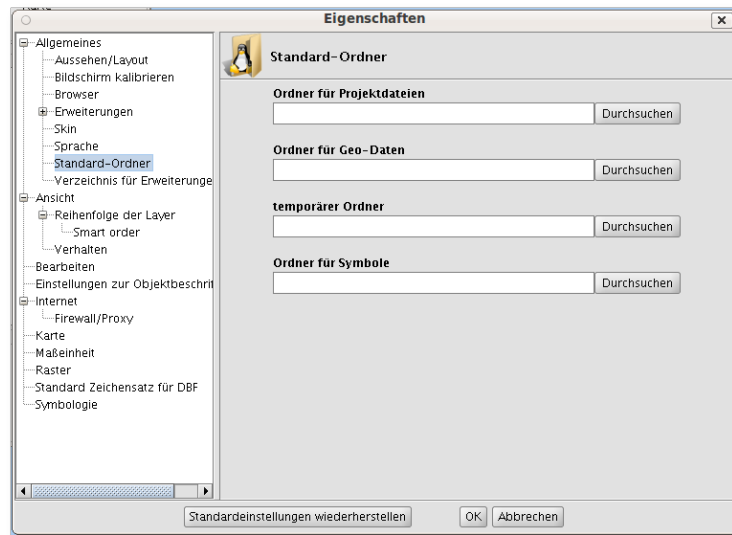 Eigenschaften
Allgemeines
Aussehen/Layout
Bildschirm kalibrieren
Browser
Erweiterungen
Skin
Sprache
Standard-Ordner
Verzeichnis für Erweiterunge
Ansicht
Reihenfolge der Layer
Smart order
Verhalten
Bearbeiten
Einstellungen zur Objektbeschrit
Internet
Firewall/Proxy
Karte
Maßeinheit
Raster
Standard Zeichensatz für DBF
Symbologie
Standard-Ordner
Ordner für Projektdateien
Durchsuchen
Ordner für Geo-Daten
Durchsuchen
temporärer Ordner
Durchsuchen
Ordner für Symbole
Durchsuchen
Standardeinstellungen wiederherstellen
OK
Abbrechen